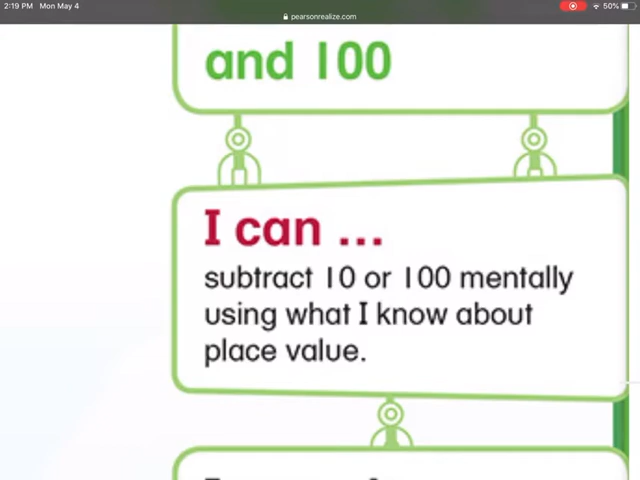 2:19 PM Mon May 4
50%
pearsonrealize.com
and 100
I can ...
subtract 10 or 100 mentally
using what I know about
place value.